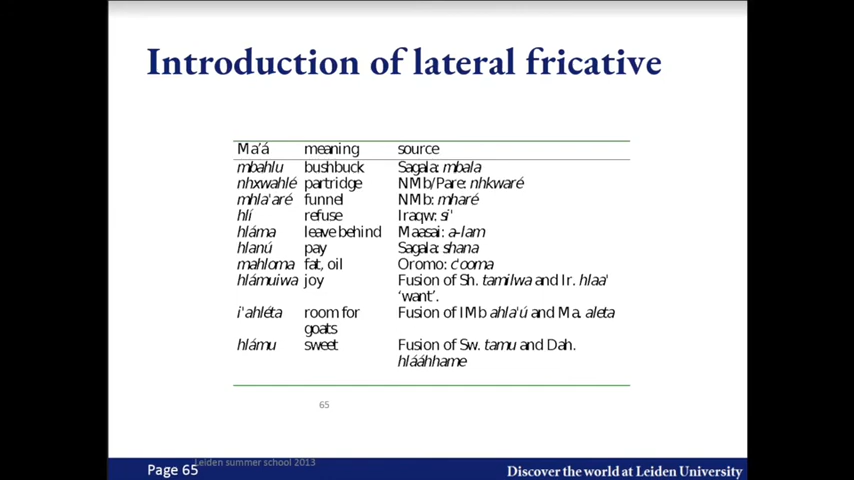 Introduction of lateral fricative
Ma'á meaning source
mbahlu bushbuck Sagala: mbala
nhxwahlé partridge NMb/Pare: nhkwaré
mhla'aré funnel NMb: mharé
hlí refuse Iraqw: si'
hláma leave behind Maasai: a-lam
hlanú pay Sagala: shana
mahloma fat, oil Oromo: c'ooma
hlámuiwa joy Fusion of Sh. tamilwa and Ir. hlaa'
'want'.
i'ahléta room for Fusion of IMb ahla'ú and Ma. aleta
goats
hlámu sweet Fusion of Sw. tamu and Dah.
hlááhhame
65
Leiden summer school 2013
Page 65
Discover the world at Leiden University